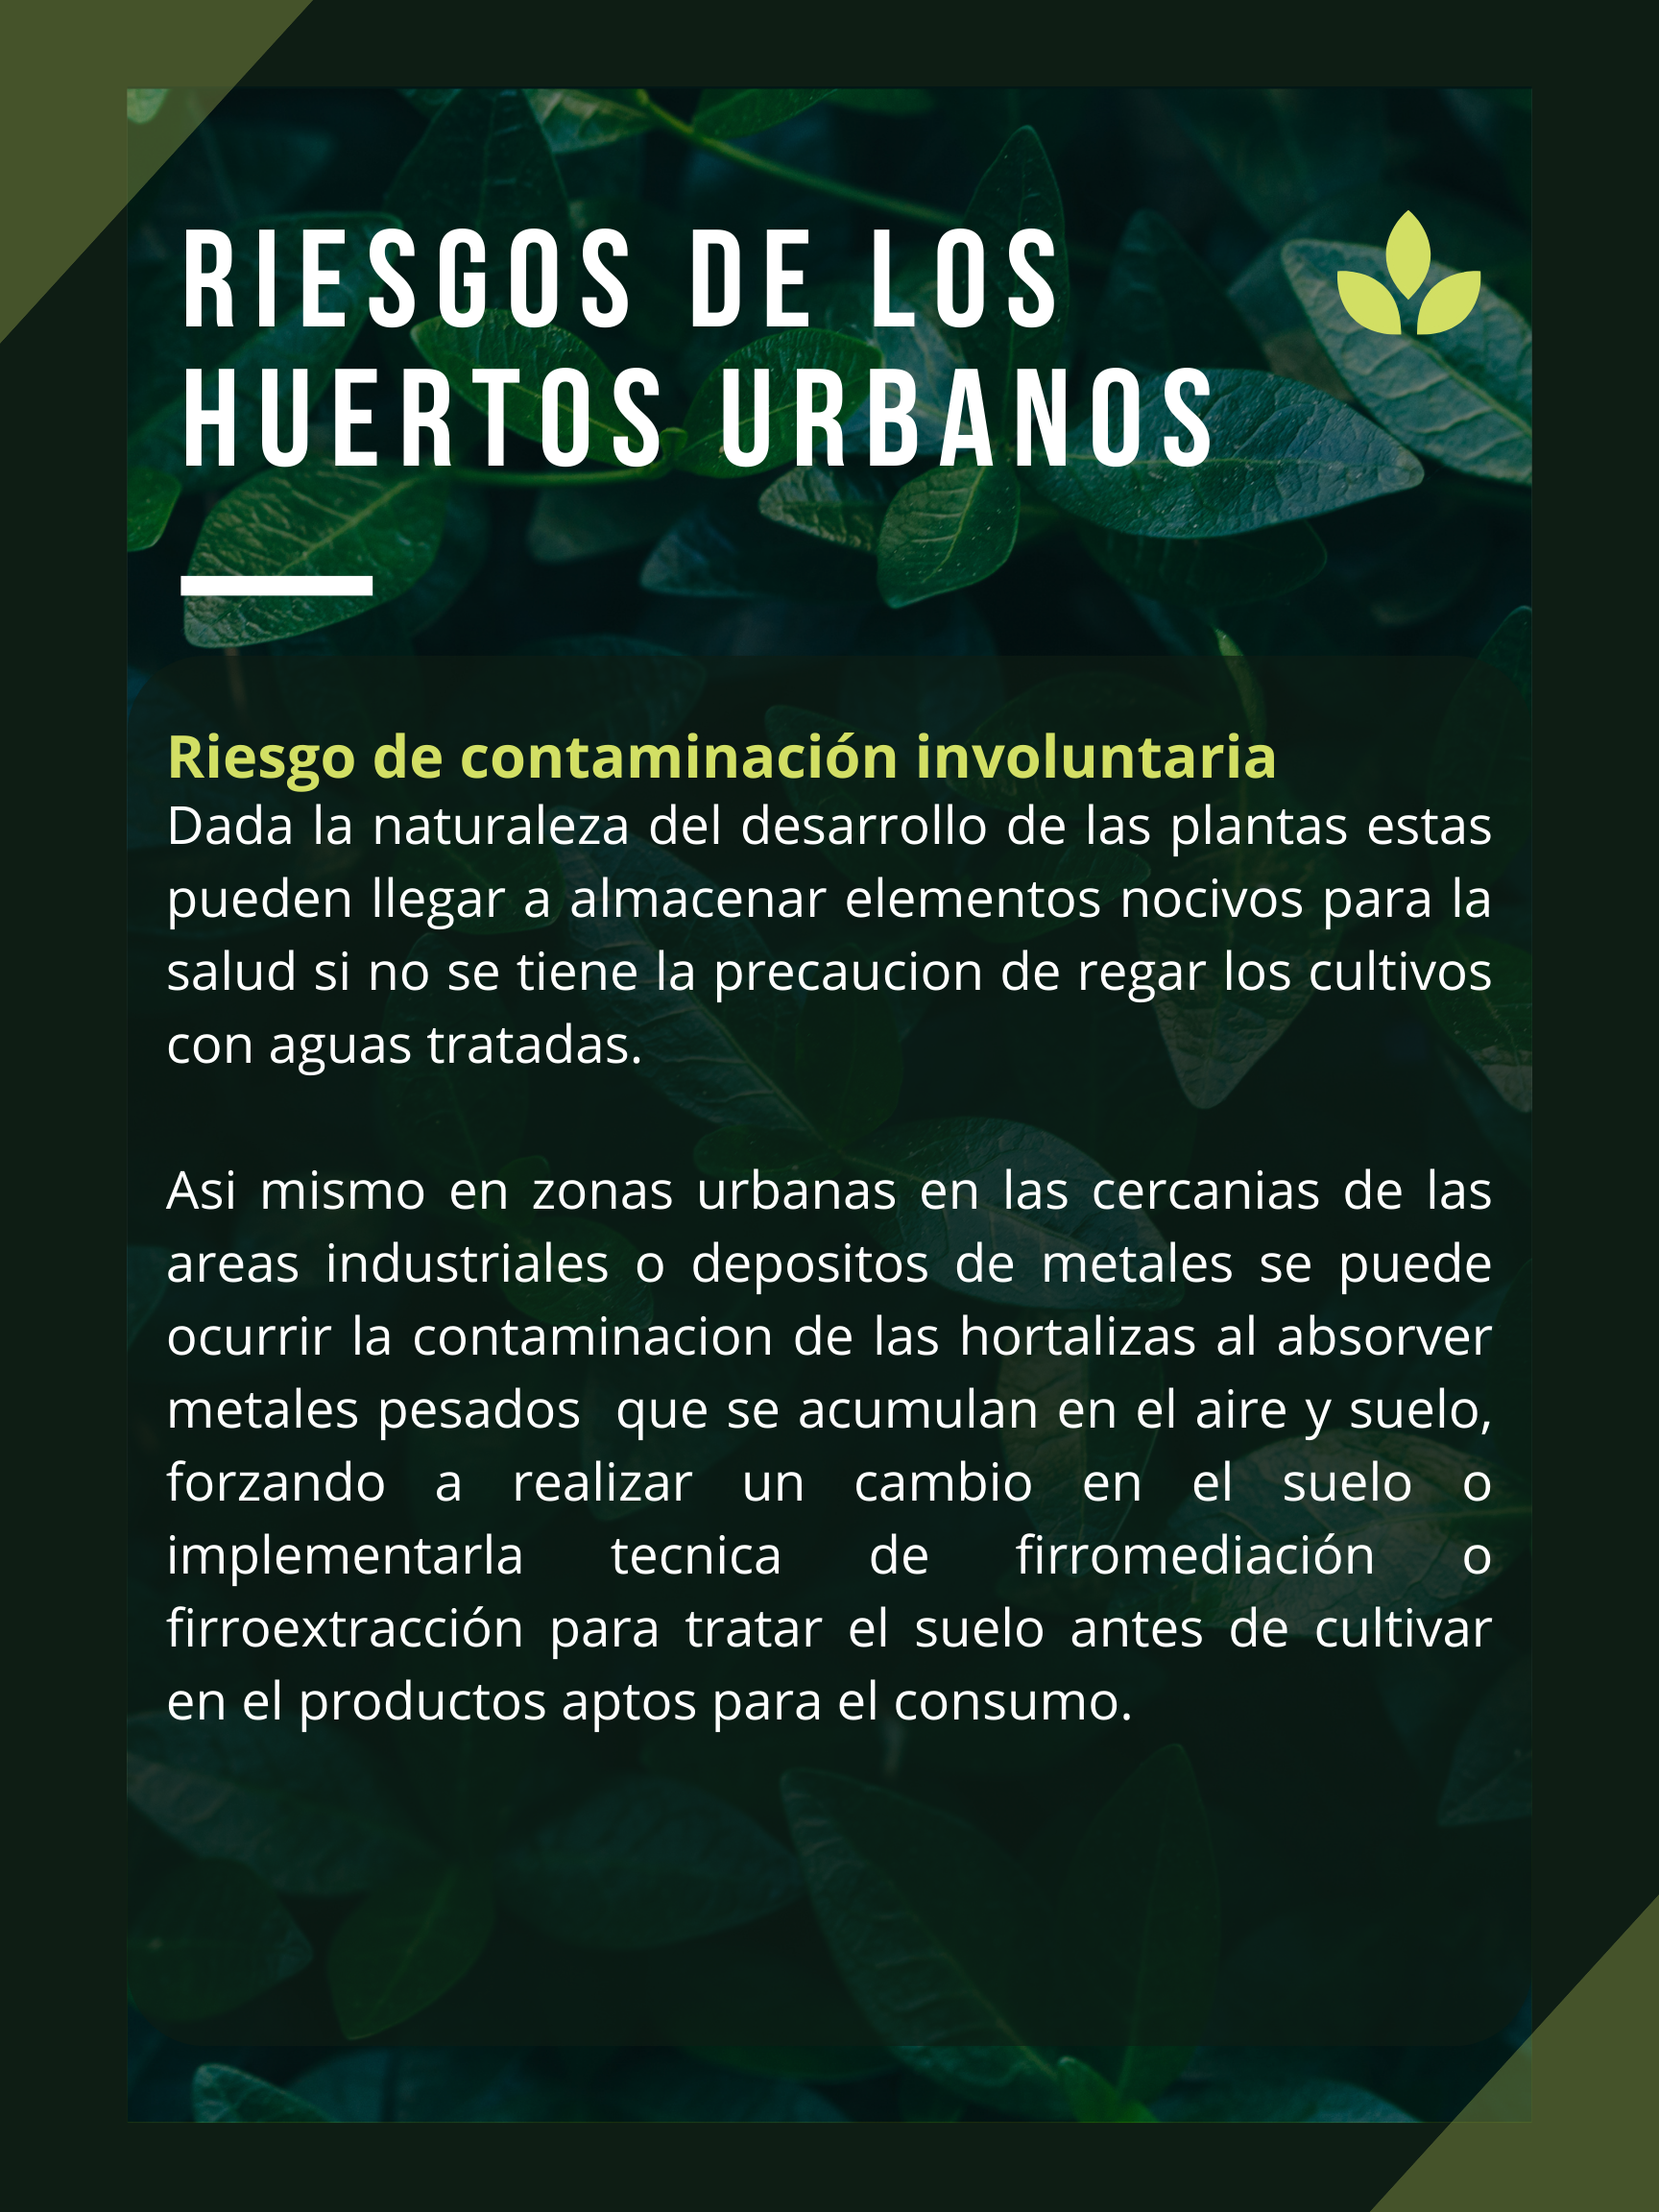 RIESGOS DE LOS
HUERTOS URBANOS
Riesgo de contaminación involuntaria
Dada la naturaleza del desarrollo de las plantas estas
pueden llegar a almacenar elementos nocivos para la
salud si no se tiene la precaucion de regar los cultivos
con aguas tratadas.
Asi mismo en zonas urbanas en las cercanias de las
areas industriales o depositos de metales se puede
ocurrir la contaminacion de las hortalizas al absorver
metales pesados  que se acumulan en el aire y suelo,
forzando a realizar un cambio en el suelo o
implementarla tecnica de firromediación o
firroextracción para tratar el suelo antes de cultivar
en el productos aptos para el consumo.